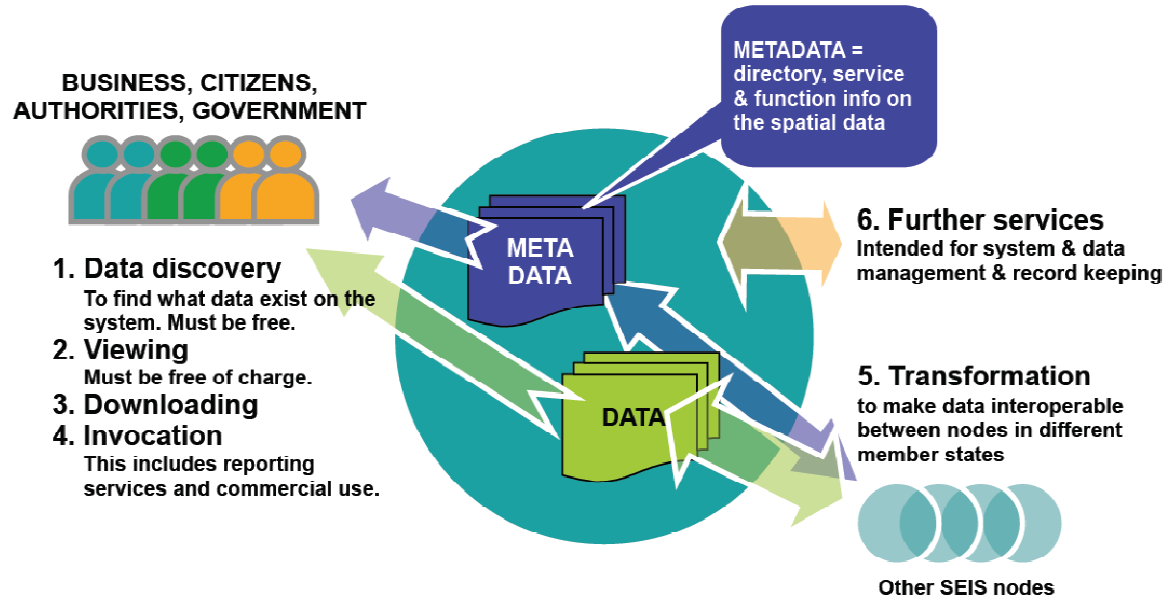 BUSINESS, CITIZENS,
AUTHORITIES, GOVERNMENT
1. Data discovery
To find what data exist on the
system. Must be free.
2. Viewing
Must be free of charge.
3. Downloading
4. Invocation
This includes reporting
services and commercial use.
METADATA =
directory, service
& function info on
the spatial data
META
DATA
DATA
6. Further services
Intended for system & data
management & record keeping
5. Transformation
to make data interoperable
between nodes in different
member states
Other SEIS nodes